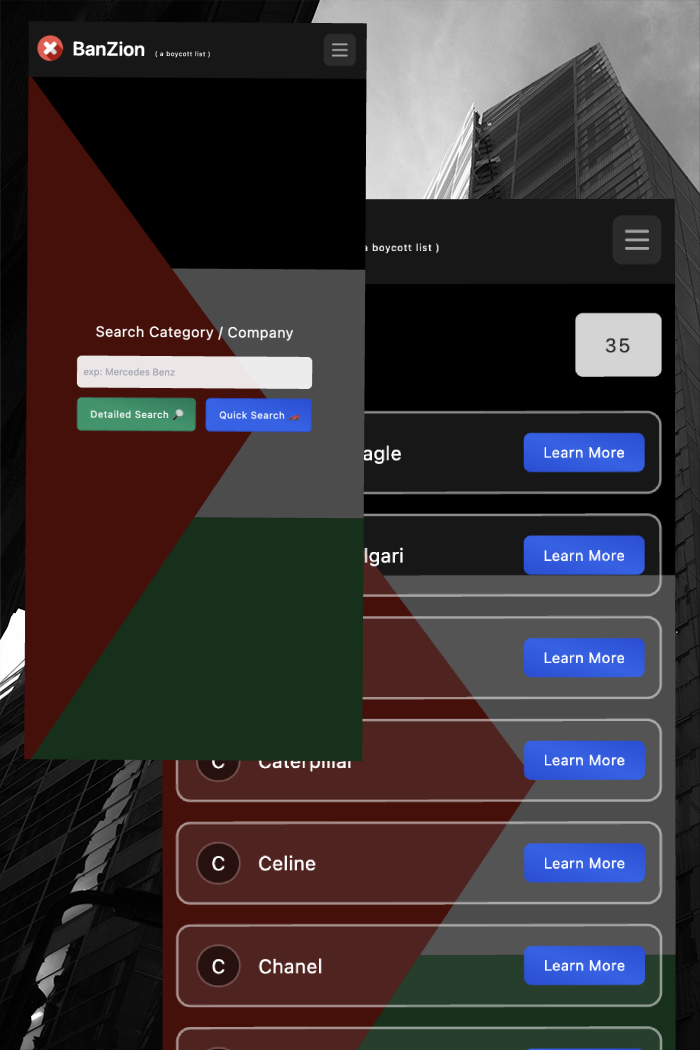 BanZion ( a boycott list )
Search Category / Company
exp: Mercedes Benz
Detailed Search
Quick Search
a boycott list )
35
agle
Learn More
lgari
Learn More
Learn More
C Caterpillar
Learn More
C Celine
Learn More
C Chanel
Learn More